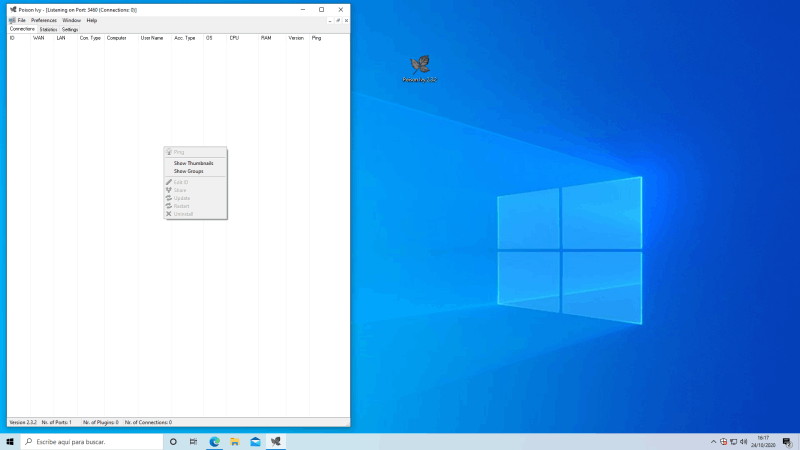 Poison Ivy - [Listening on Port: 3460 (Connections: 0)]
File Preferences Window Help
Connections Statistics Settings
ID WAN LAN Con. Type Computer User Name Acc. Type OS CPU RAM Version Ping
Ping
Show Thumbnails
Show Groups
Edit ID
Share
Update
Restart
Uninstall
Version 2.3.2 Nr. of Ports: 1 Nr. of Plugins: 0 Nr. of Connections: 0
Poison Ivy
Escribe aquí para buscar.
16:17
24/10/2020